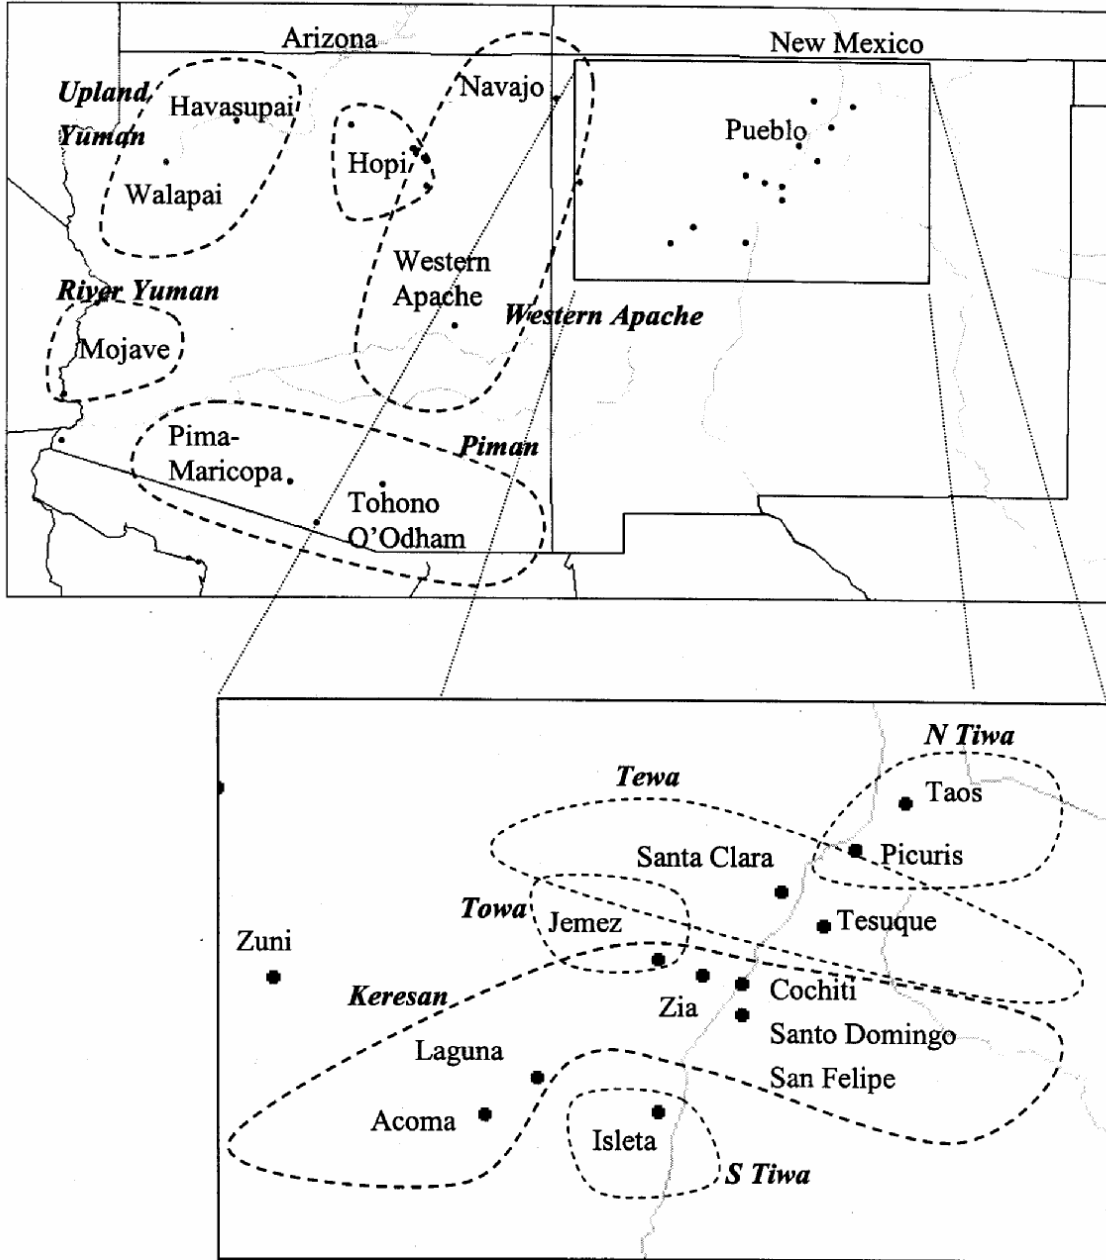 Arizona
New Mexico
Upland
Yuman
Havasupai
Walapai
Hopi
Navajo
Pueblo
River Yuman
Mojave
Western
Apache
Western Apache
Pima-
Maricopa
Piman
Tohono
O'Odham
N Tiwa
Tewa
Taos
Santa Clara
Picuris
Towa
Jemez
Tesuque
Zuni
Keresan
Zia
Cochiti
Santo Domingo
San Felipe
Laguna
Acoma
Isleta
S Tiwa